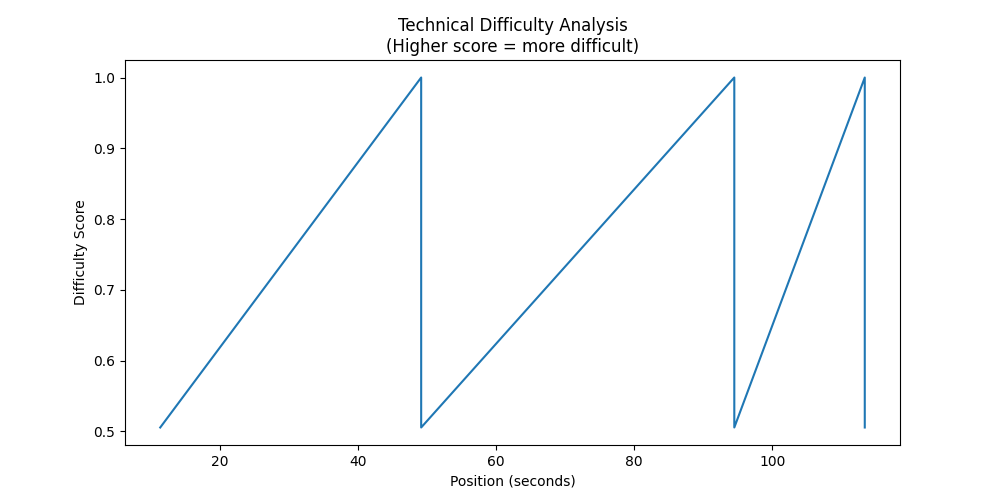 Technical Difficulty Analysis
(Higher score = more difficult)
Difficulty Score
1.0
0.9
0.8
0.7
0.6
0.5
20 40 60 80 100
Position (seconds)